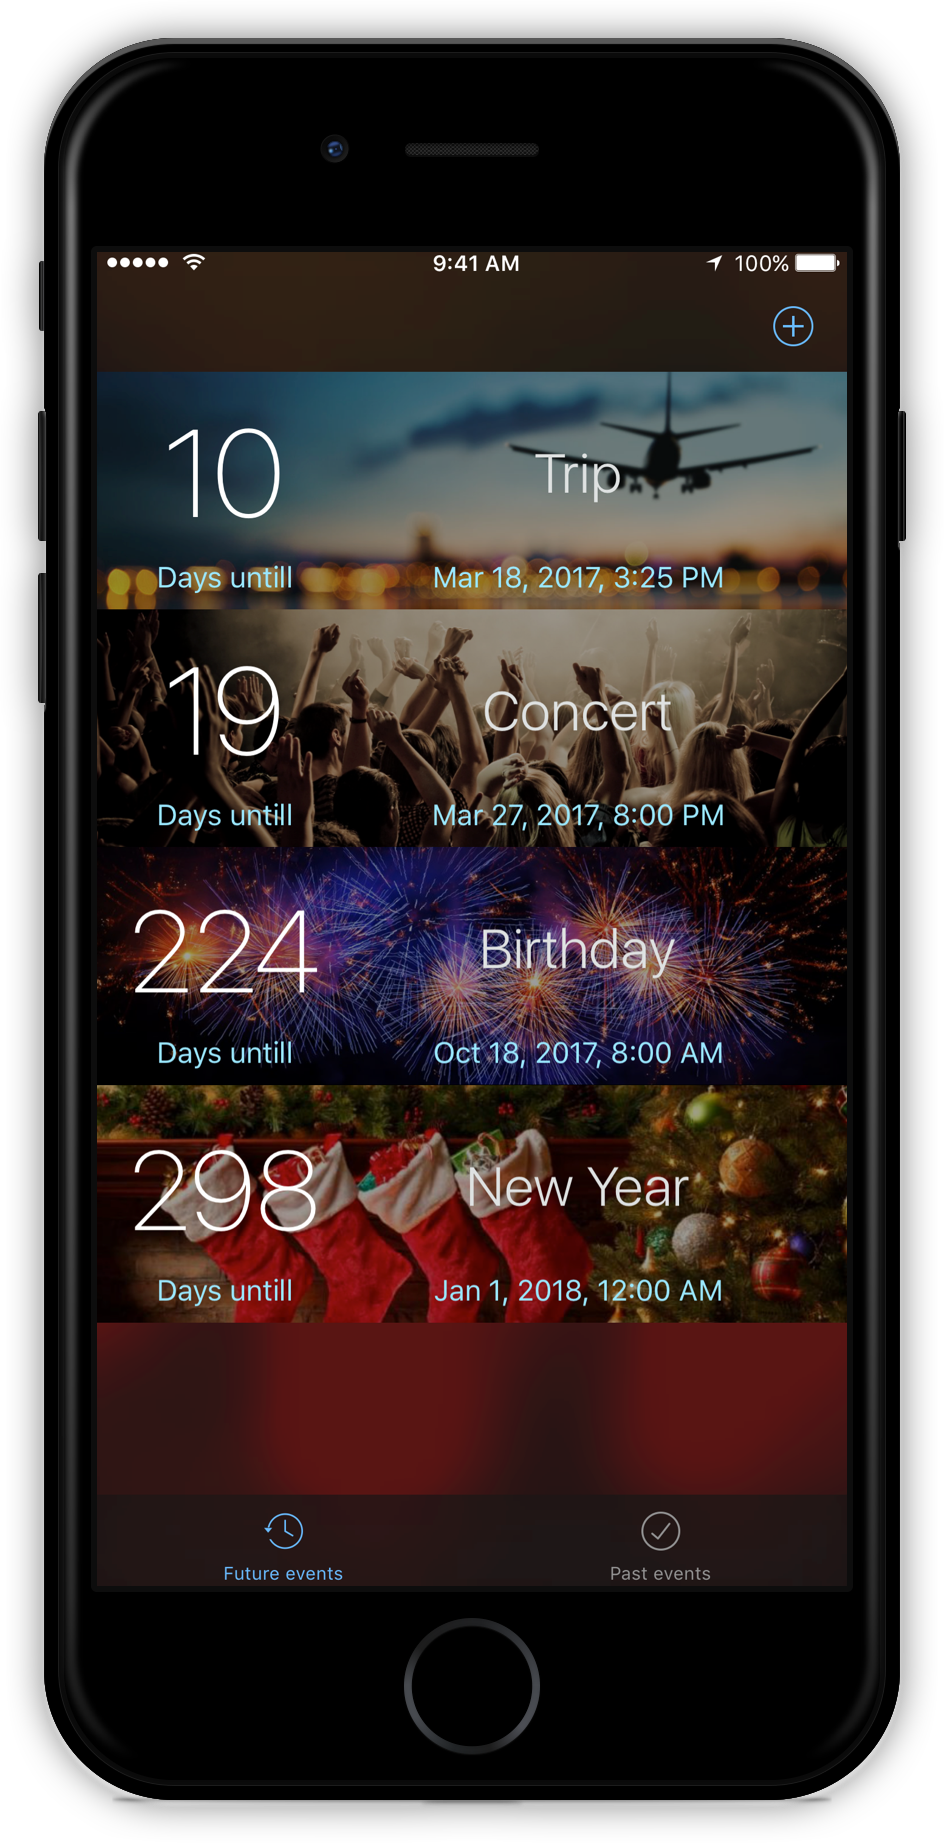 9:41 AM 100%
10 Trip
Days untill Mar 18, 2017, 3:25 PM
19 Concert
Days untill Mar 27, 2017, 8:00 PM
224 Birthday
Days untill Oct 18, 2017, 8:00 AM
298 New Year
Days untill Jan 1, 2018, 12:00 AM
Future events Past events